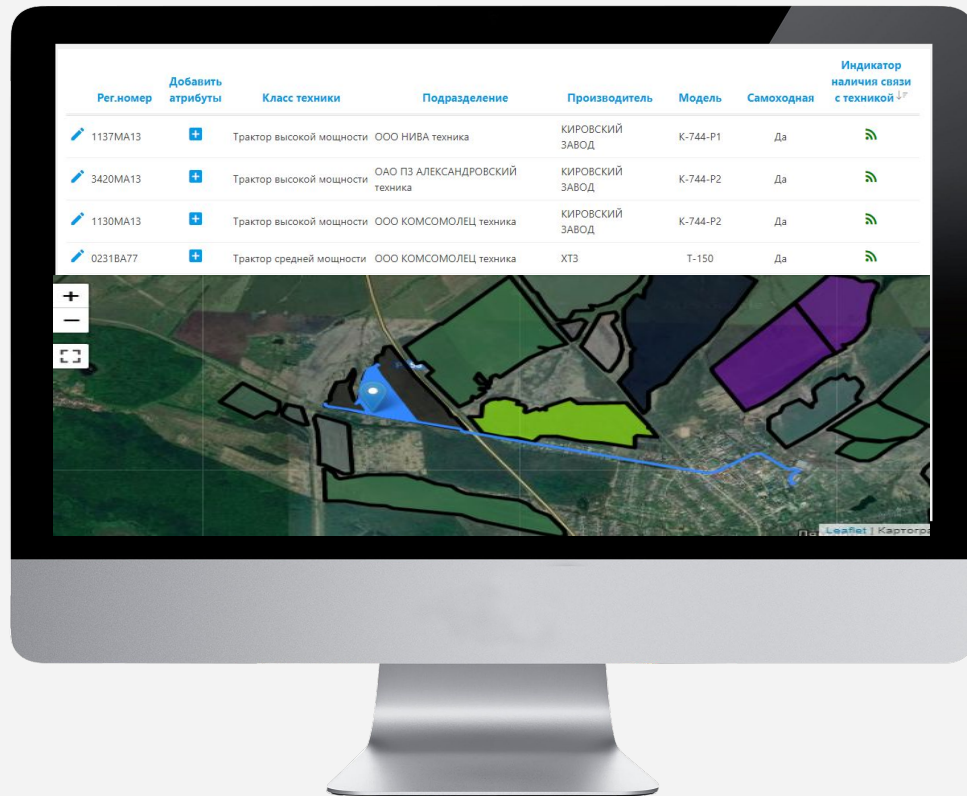 Рег.номер Добавить атрибуты Класс техники Подразделение Производитель Модель Самоходная Индикатор наличия связи с техникой
1137МА13 Трактор высокой мощности ООО НИВА техника КИРОВСКИЙ ЗАВОД К-744-Р1 Да
3420МА13 Трактор высокой мощности ОАО ПЗ АЛЕКСАНДРОВСКИЙ техника КИРОВСКИЙ ЗАВОД К-744-Р2 Да
1130МА13 Трактор высокой мощности ООО КОМСОМОЛЕЦ техника КИРОВСКИЙ ЗАВОД К-744-Р2 Да
0231ВА77 Трактор средней мощности ООО КОМСОМОЛЕЦ техника ХТЗ Т-150 Да
+
−
Leaflet | Картогра